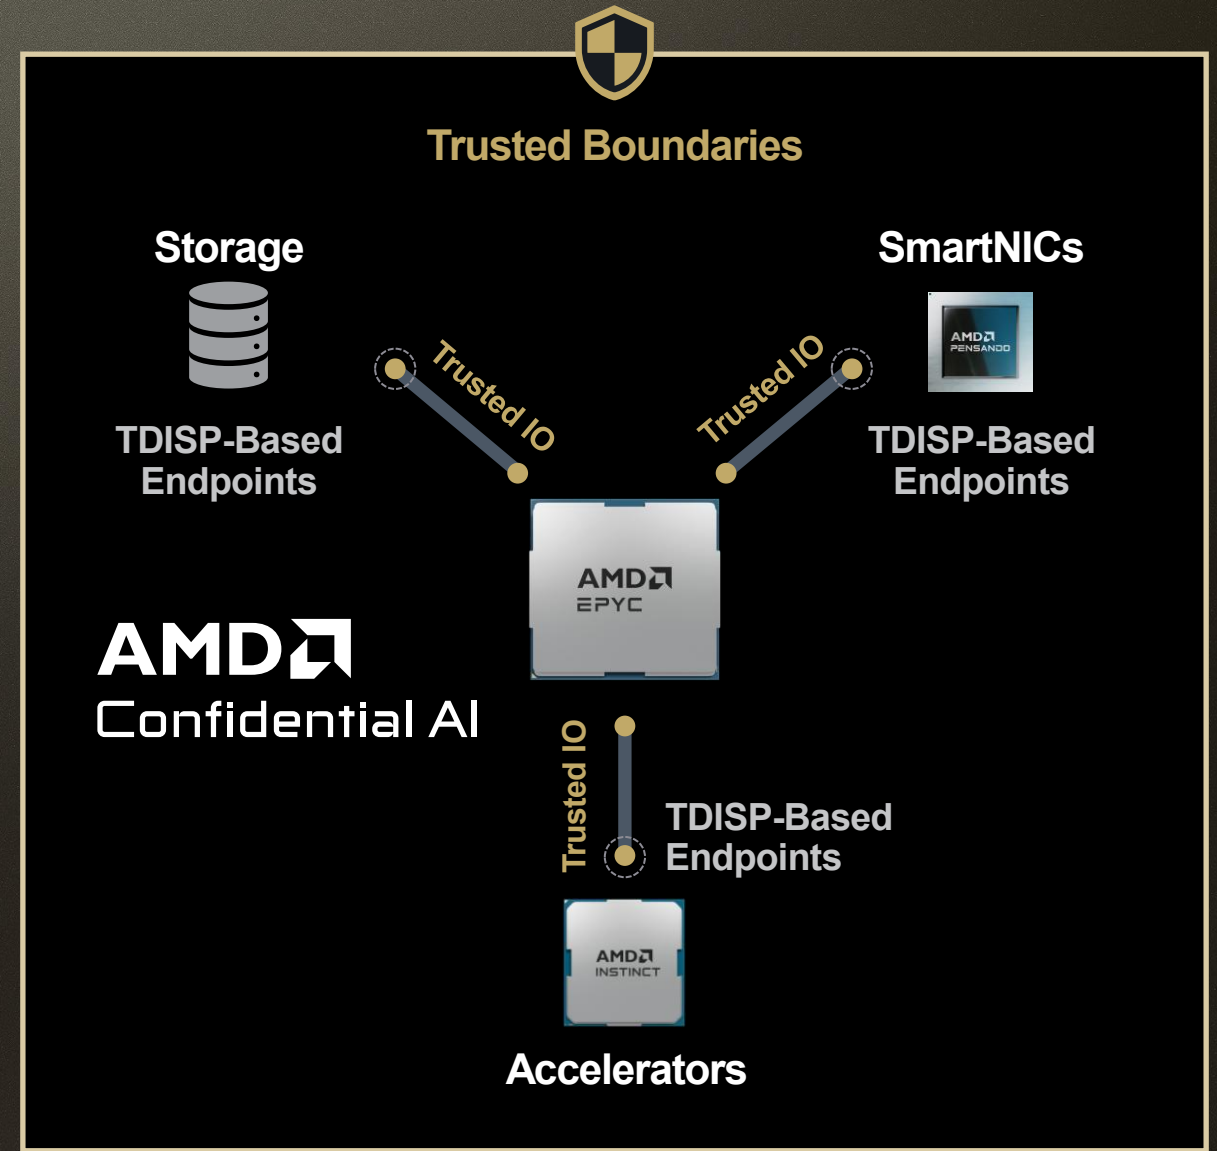 Trusted Boundaries
Storage
SmartNICs
AMD
PENSANDO
Trusted IO
Trusted IO
TDISP-Based
Endpoints
TDISP-Based
Endpoints
AMD
EPYC
AMD
Confidential AI
Trusted IO
TDISP-Based
Endpoints
AMD
INSTINCT
Accelerators